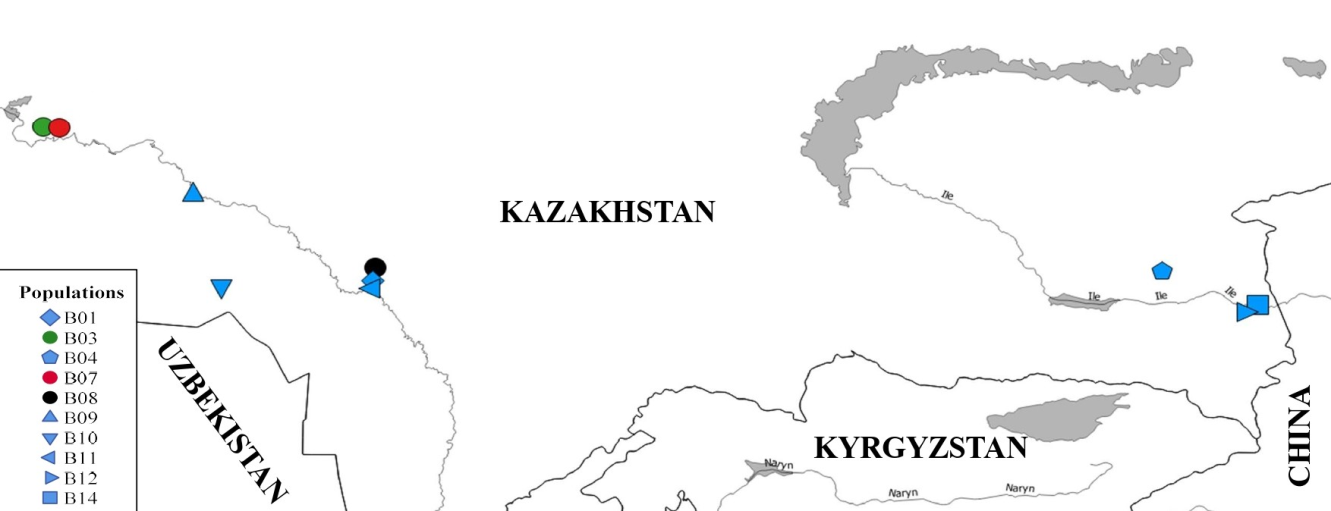 Ile
KAZAKHSTAN
Ile
Ile
Ile
Populations
B01
B03
B04
B07
B08
B09
B10
B11
B12
B14
UZBEKISTAN
KYRGYZSTAN
CHINA
Naryn
Naryn
Naryn